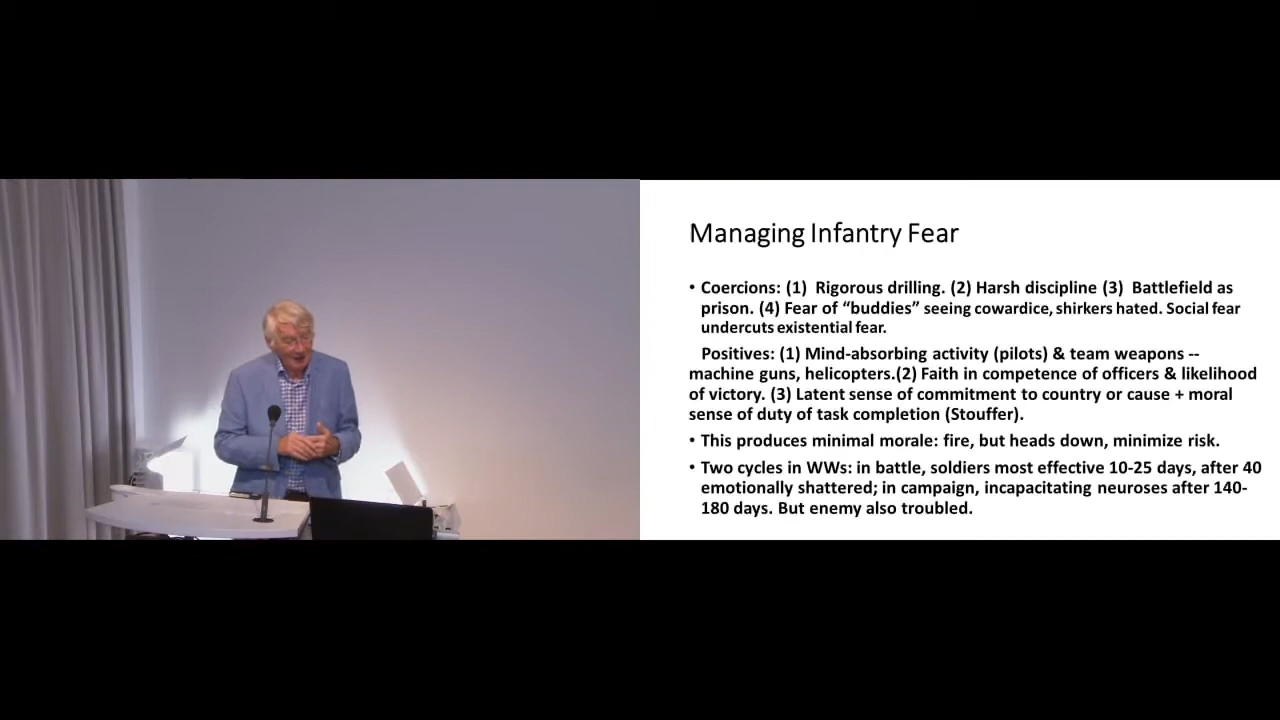 Managing Infantry Fear
• Coercions: (1) Rigorous drilling. (2) Harsh discipline (3) Battlefield as
prison. (4) Fear of “buddies” seeing cowardice, shirkers hated. Social fear
undercuts existential fear.
Positives: (1) Mind-absorbing activity (pilots) & team weapons --
machine guns, helicopters.(2) Faith in competence of officers & likelihood
of victory. (3) Latent sense of commitment to country or cause + moral
sense of duty of task completion (Stouffer).
• This produces minimal morale: fire, but heads down, minimize risk.
• Two cycles in WWs: in battle, soldiers most effective 10-25 days, after 40
emotionally shattered; in campaign, incapacitating neuroses after 140-
180 days. But enemy also troubled.